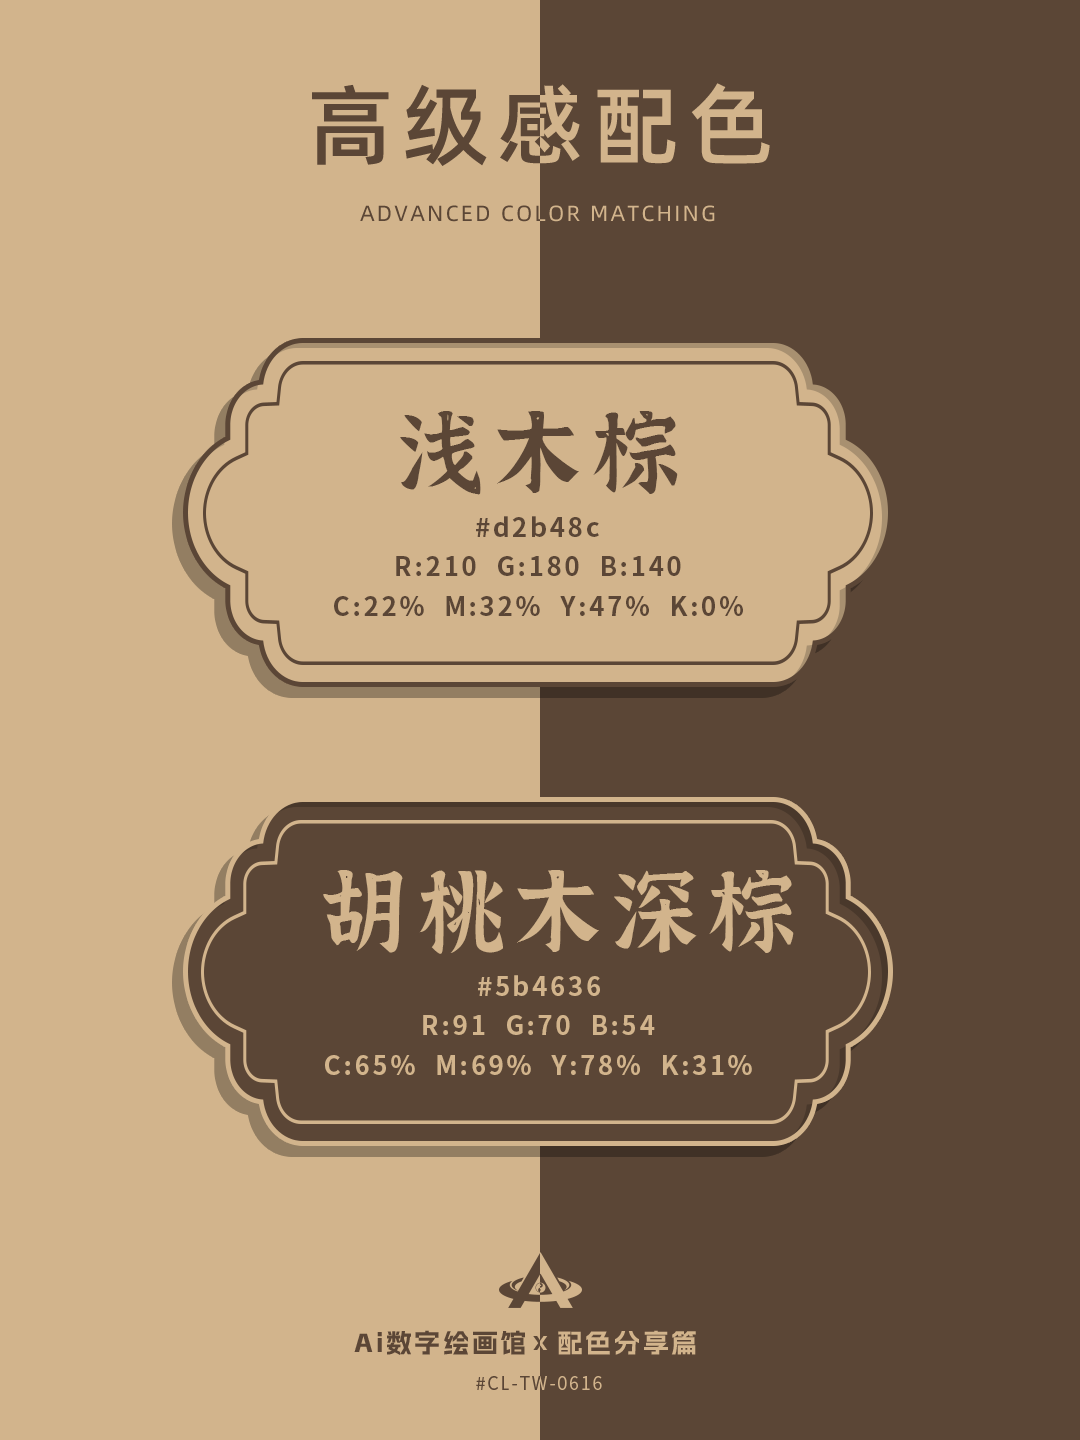 高级感配色
ADVANCED COLOR MATCHING
浅木棕
#d2b48c
R:210 G:180 B:140
C:22% M:32% Y:47% K:0%
胡桃木深棕
#5b4636
R:91 G:70 B:54
C:65% M:69% Y:78% K:31%
Ai数字绘画馆 x 配色分享篇
#CL-TW-0616